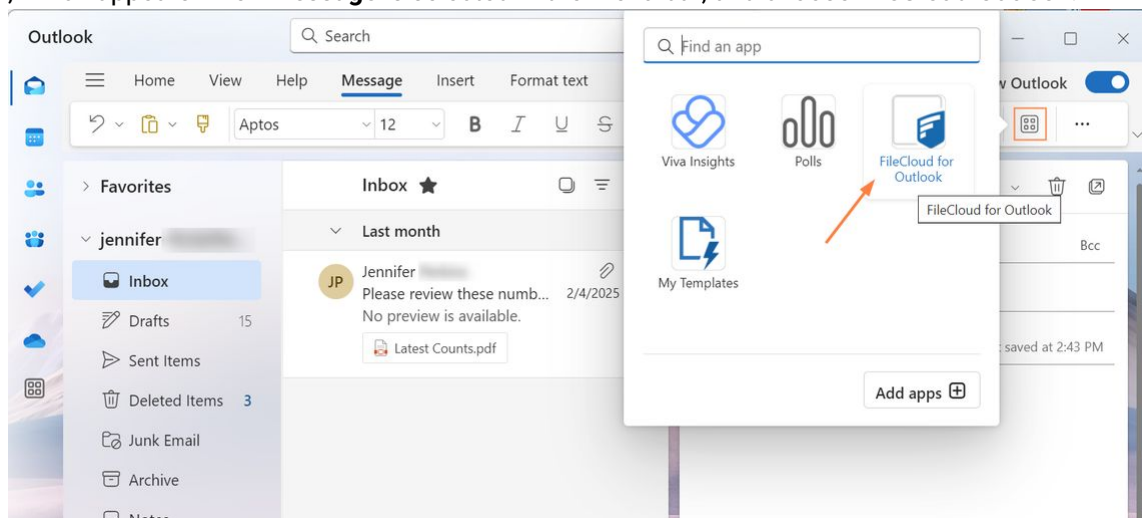 Outlook
Search
Find an app
Home View Help Message Insert Format text
w Outlook
Aptos 12 B I U S
Viva Insights
Polls
FileCloud for Outlook
FileCloud for Outlook
My Templates
Add apps
Favorites
jennifer
Inbox
Drafts 15
Sent Items
Deleted Items 3
Junk Email
Archive
Notes
Inbox
Last month
JP
Jennifer
Please review these numb... 2/4/2025
No preview is available.
Latest Counts.pdf
Bcc
saved at 2:43 PM